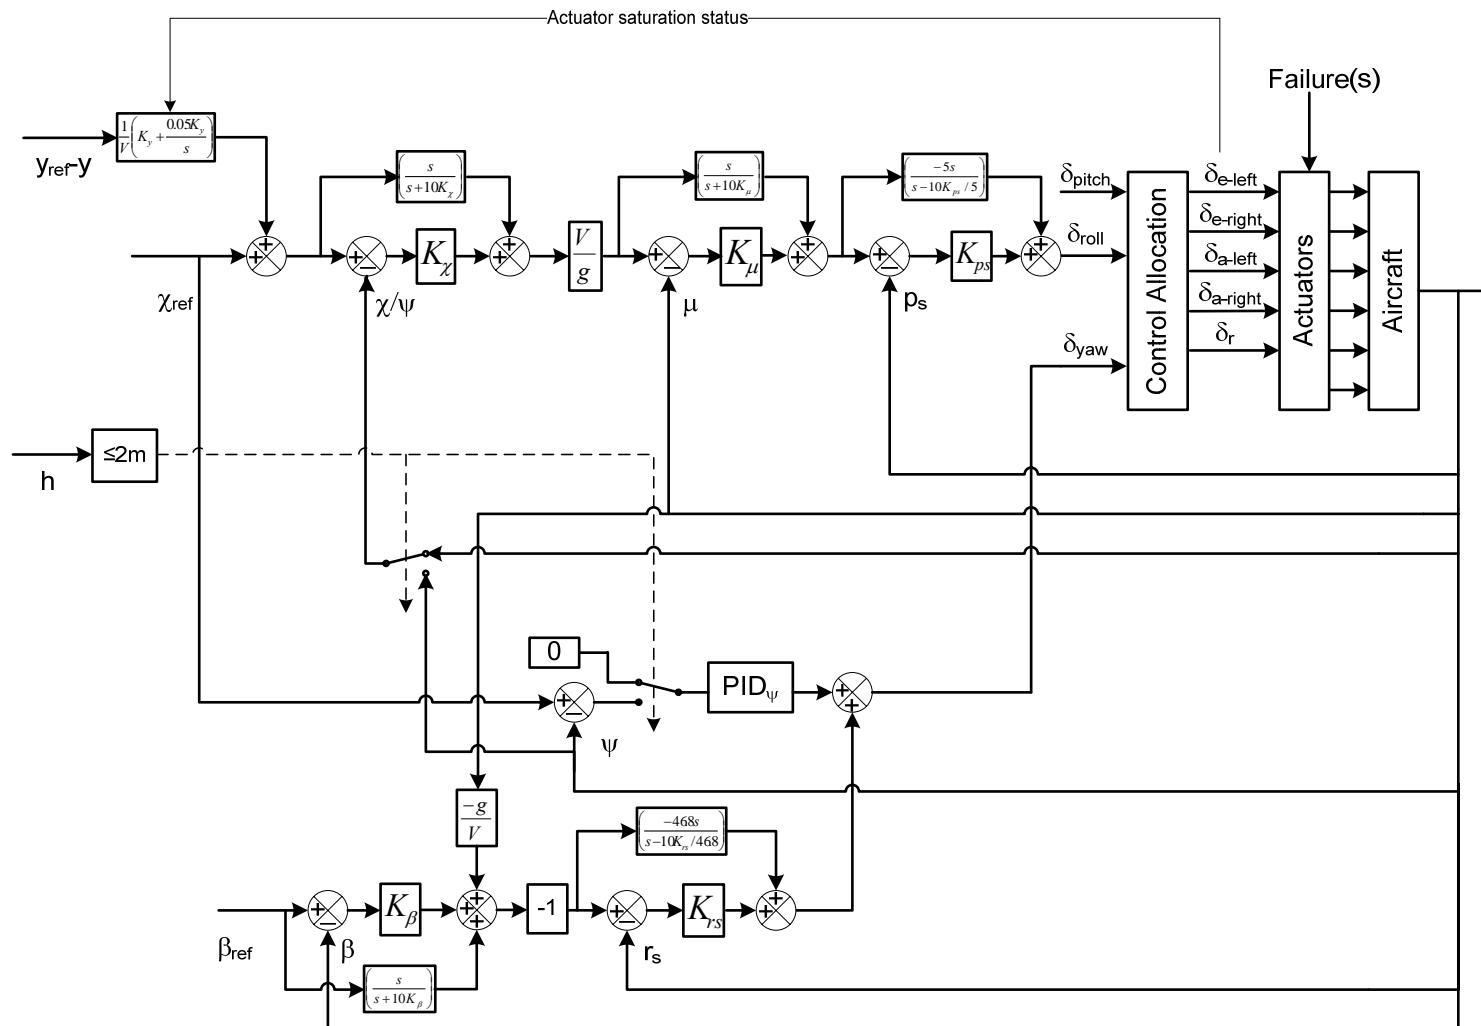 Actuator saturation status
Failure(s)
1/V (K_y + 0.05K_y/s)
y_ref-y
(s/(s+10K_χ))
(s/(s+10K_μ))
(-5s/(s-10K_ps/5))
δ_pitch
δ_roll
δ_yaw
Control Allocation
δ_e-left
δ_e-right
δ_a-left
δ_a-right
δ_r
Actuators
Aircraft
+
+
+
−
K_χ
+
+
V/g
+
−
K_μ
+
+
+
−
K_ps
+
+
χ_ref
χ/ψ
μ
p_s
≤2m
h
0
+
−
PID_ψ
+
+
ψ
-g/V
(-468s/(s-10K_rs/468))
+
−
K_β
+
+
+
-1
+
−
K_rs
+
+
β_ref
β
r_s
(s/(s+10K_β))